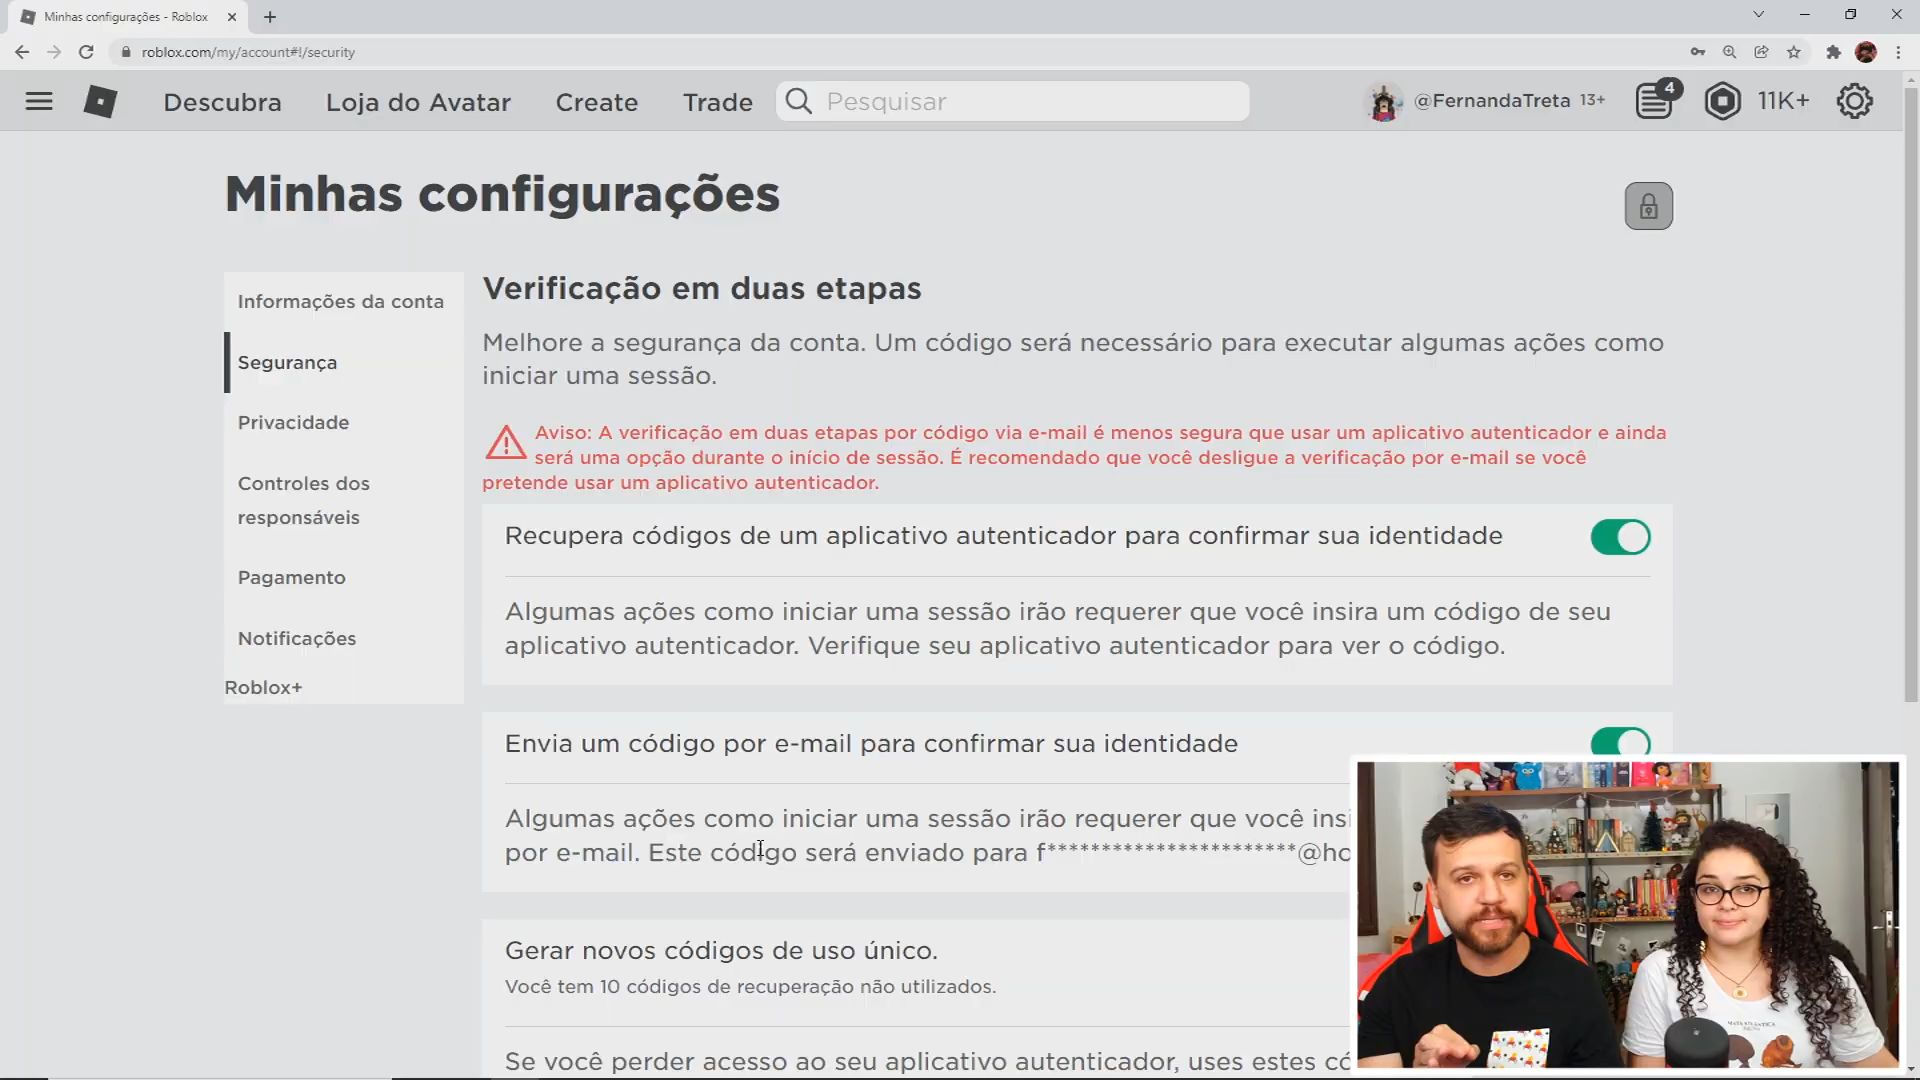 Minhas configurações - Roblox
roblox.com/my/account#!/security
Descubra
Loja do Avatar
Create
Trade
Pesquisar
@FernandaTreta 13+
4
11K+
Minhas configurações
Informações da conta
Segurança
Privacidade
Controles dos
responsáveis
Pagamento
Notificações
Roblox+
Verificação em duas etapas
Melhore a segurança da conta. Um código será necessário para executar algumas ações como
iniciar uma sessão.
Aviso: A verificação em duas etapas por código via e-mail é menos segura que usar um aplicativo autenticador e ainda
será uma opção durante o início de sessão. É recomendado que você desligue a verificação por e-mail se você
pretende usar um aplicativo autenticador.
Recupera códigos de um aplicativo autenticador para confirmar sua identidade
Algumas ações como iniciar uma sessão irão requerer que você insira um código de seu
aplicativo autenticador. Verifique seu aplicativo autenticador para ver o código.
Envia um código por e-mail para confirmar sua identidade
Algumas ações como iniciar uma sessão irão requerer que você insi
por e-mail. Este código será enviado para f***********************@ho
Gerar novos códigos de uso único.
Você tem 10 códigos de recuperação não utilizados.
Se você perder acesso ao seu aplicativo autenticador, uses estes có
MATA ATLÂNTICA